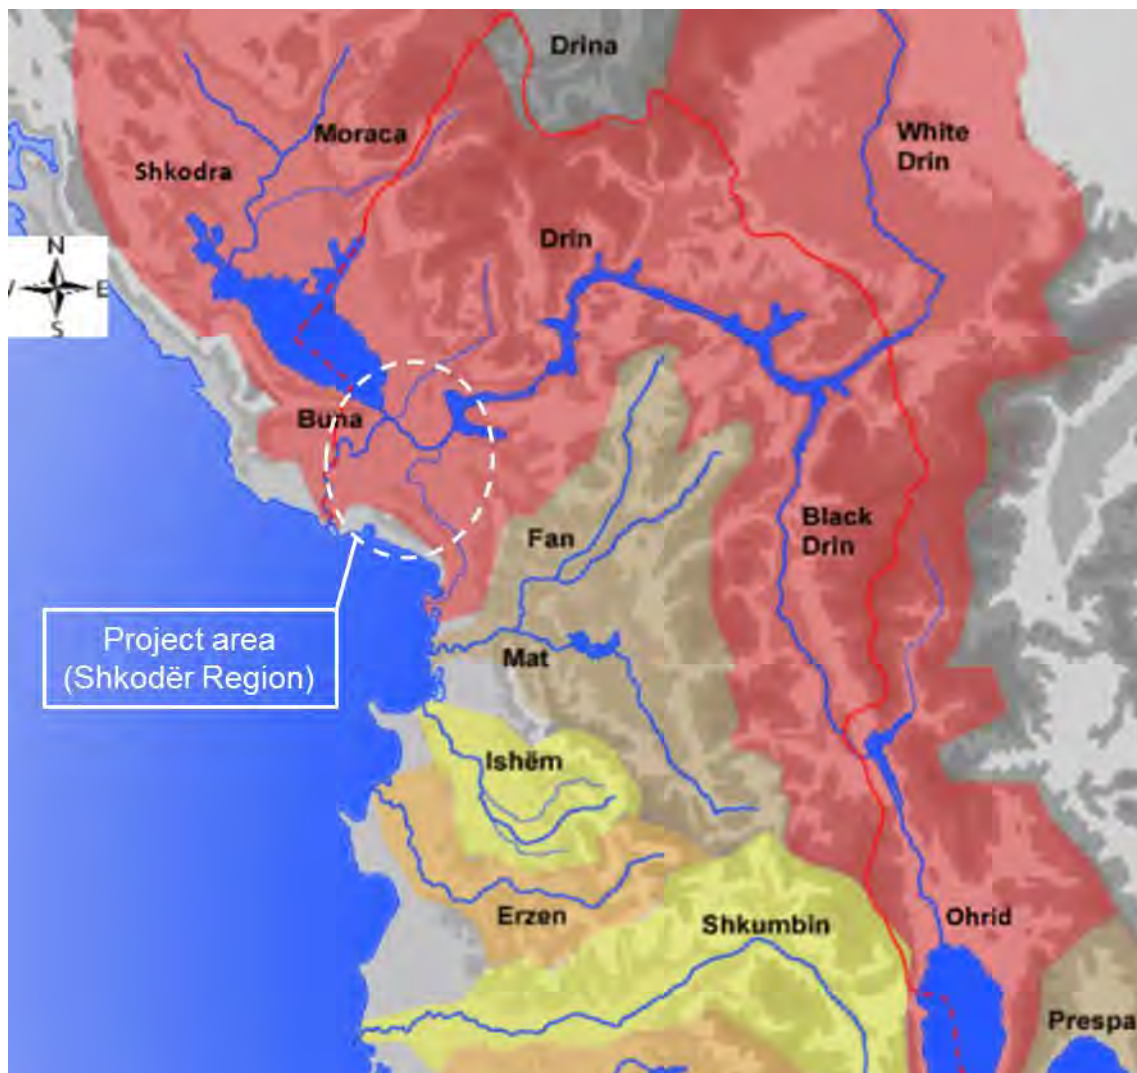 Drina
Moraca
White
Drin
Shkodra
Drin
N
E
S
Buna
Black
Drin
Fan
Project area
(Shkodër Region)
Mat
Ishëm
Erzen
Shkumbin
Ohrid
Prespa